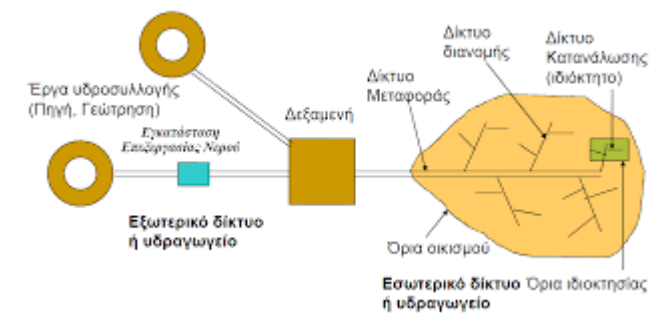 Έργα υδροσυλλογής
(Πηγή, Γεώτρηση)
Εγκατάσταση
Επεξεργασίας Νερού
Δεξαμενή
Δίκτυο
Μεταφοράς
Δίκτυο
διανομής
Δίκτυο
Κατανάλωσης
(ιδιόκτητο)
Εξωτερικό δίκτυο
ή υδραγωγείο
Όρια οικισμού
Εσωτερικό δίκτυο
ή υδραγωγείο
Όρια ιδιοκτησίας